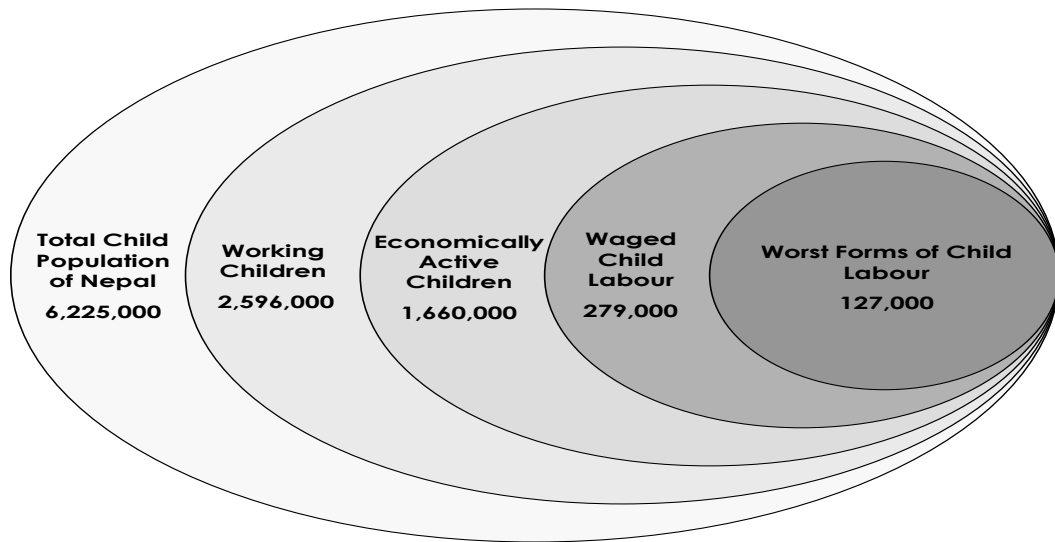 Total Child
Population
of Nepal
6,225,000
Working
Children
2,596,000
Economically
Active
Children
1,660,000
Waged
Child
Labour
279,000
Worst Forms of Child
Labour
127,000